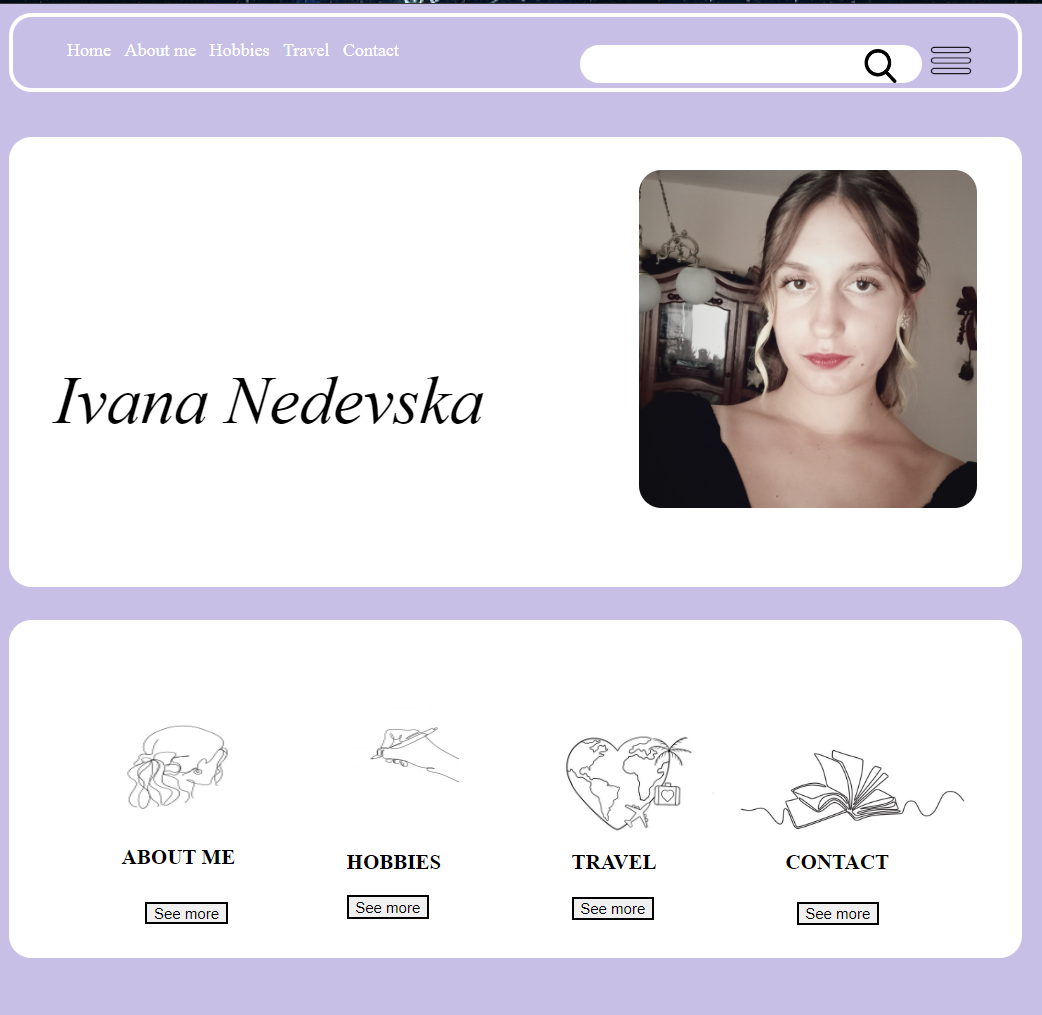 Home About me Hobbies Travel Contact
Ivana Nedevska
ABOUT ME HOBBIES TRAVEL CONTACT
See more See more See more See more